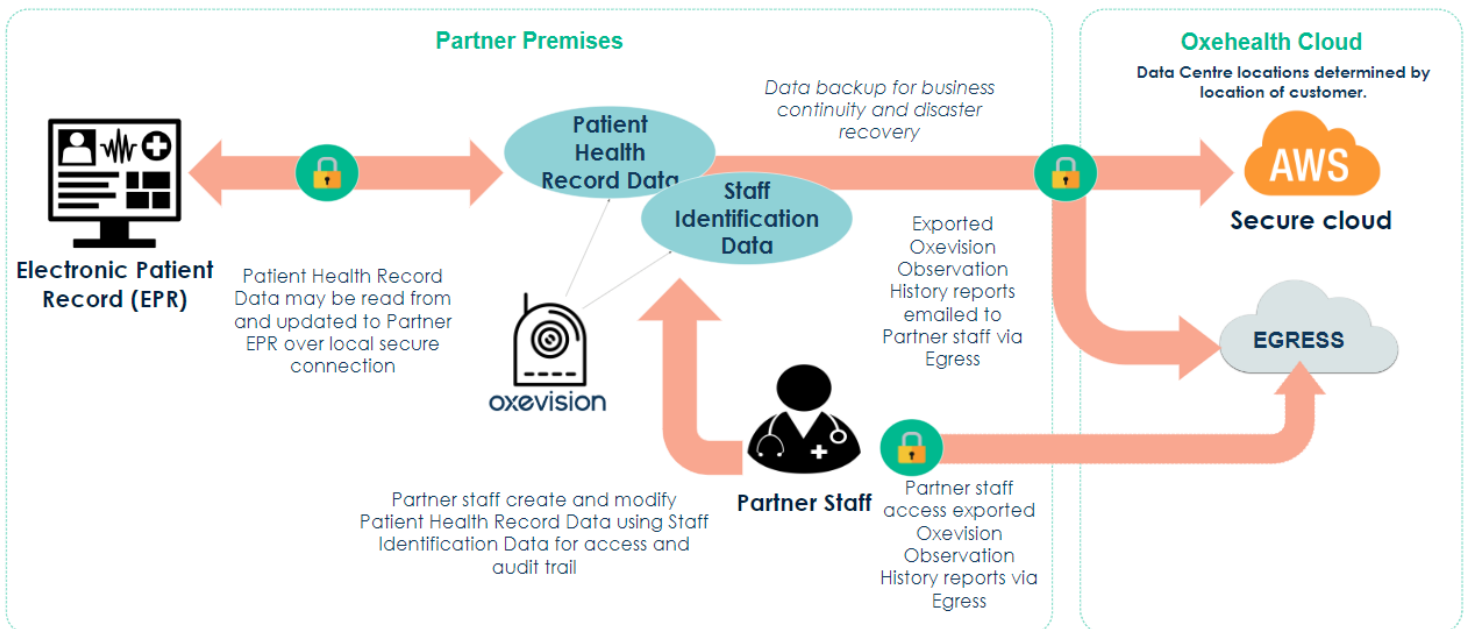 Partner Premises
Oxehealth Cloud
Data Centre locations determined by
location of customer.
Data backup for business
continuity and disaster
recovery
Patient
Health
Record Data
Staff
Identification
Data
AWS
Secure cloud
Electronic Patient
Record (EPR)
Patient Health Record
Data may be read from
and updated to Partner
EPR over local secure
connection
oxevision
Exported
Oxevision
Observation
History reports
emailed to
Partner staff via
Egress
EGRESS
Partner Staff
Partner staff create and modify
Patient Health Record Data using Staff
Identification Data for access and
audit trail
Partner staff
access exported
Oxevision
Observation
History reports via
Egress